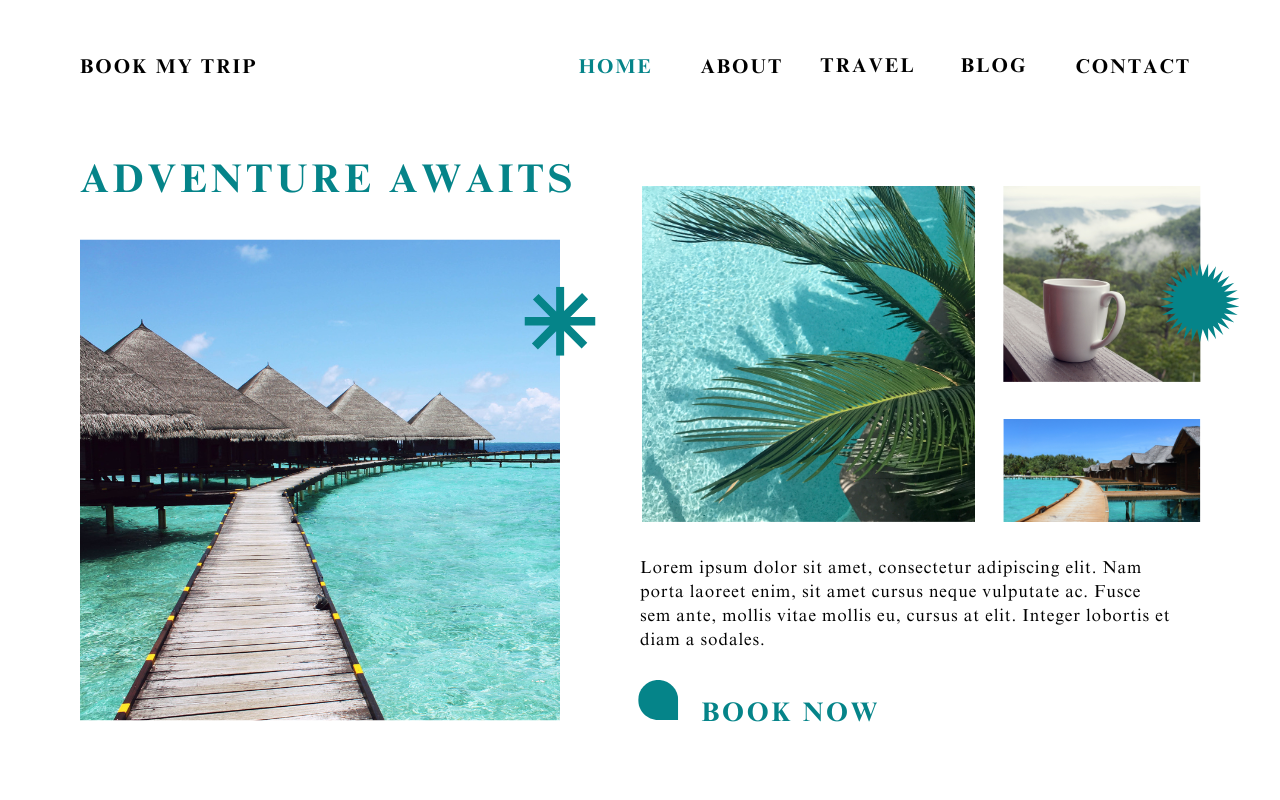 BOOK MY TRIP
HOME ABOUT TRAVEL BLOG CONTACT
ADVENTURE AWAITS
Lorem ipsum dolor sit amet, consectetur adipiscing elit. Nam
porta laoreet enim, sit amet cursus neque vulputate ac. Fusce
sem ante, mollis vitae mollis eu, cursus at elit. Integer lobortis et
diam a sodales.
BOOK NOW